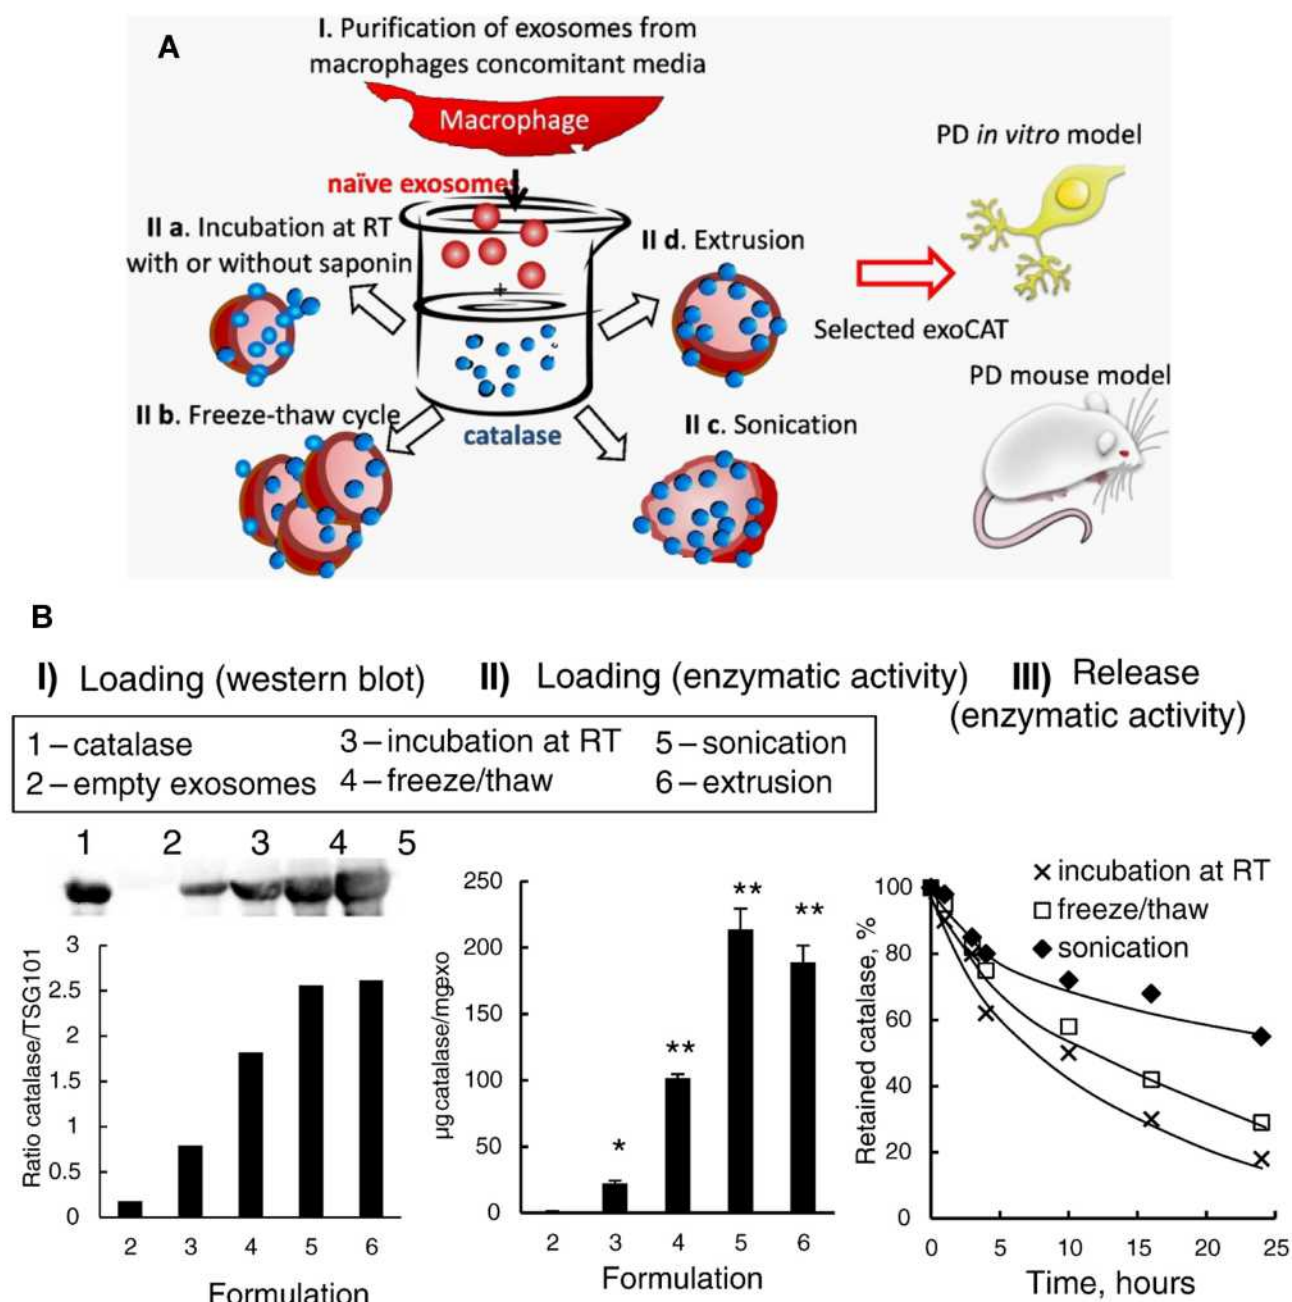 A
I. Purification of exosomes from
macrophages concomitant media
Macrophage
naïve exosomes
II a. Incubation at RT
with or without saponin
II d. Extrusion
PD in vitro model
+
Selected exoCAT
PD mouse model
II b. Freeze-thaw cycle
catalase
II c. Sonication
B
I) Loading (western blot)
II) Loading (enzymatic activity)
III) Release
(enzymatic activity)
1 – catalase
2 – empty exosomes
3 – incubation at RT
4 – freeze/thaw
5 – sonication
6 – extrusion
1 2 3 4 5
Ratio catalase/TSG101
3
2.5
2
1.5
1
0.5
0
2 3 4 5 6
Formulation
µg catalase/mgexo
250
200
150
100
50
0
*
**
**
**
2 3 4 5 6
Formulation
incubation at RT
freeze/thaw
sonication
Retained catalase, %
100
80
60
40
20
0
0 5 10 15 20 25
Time, hours